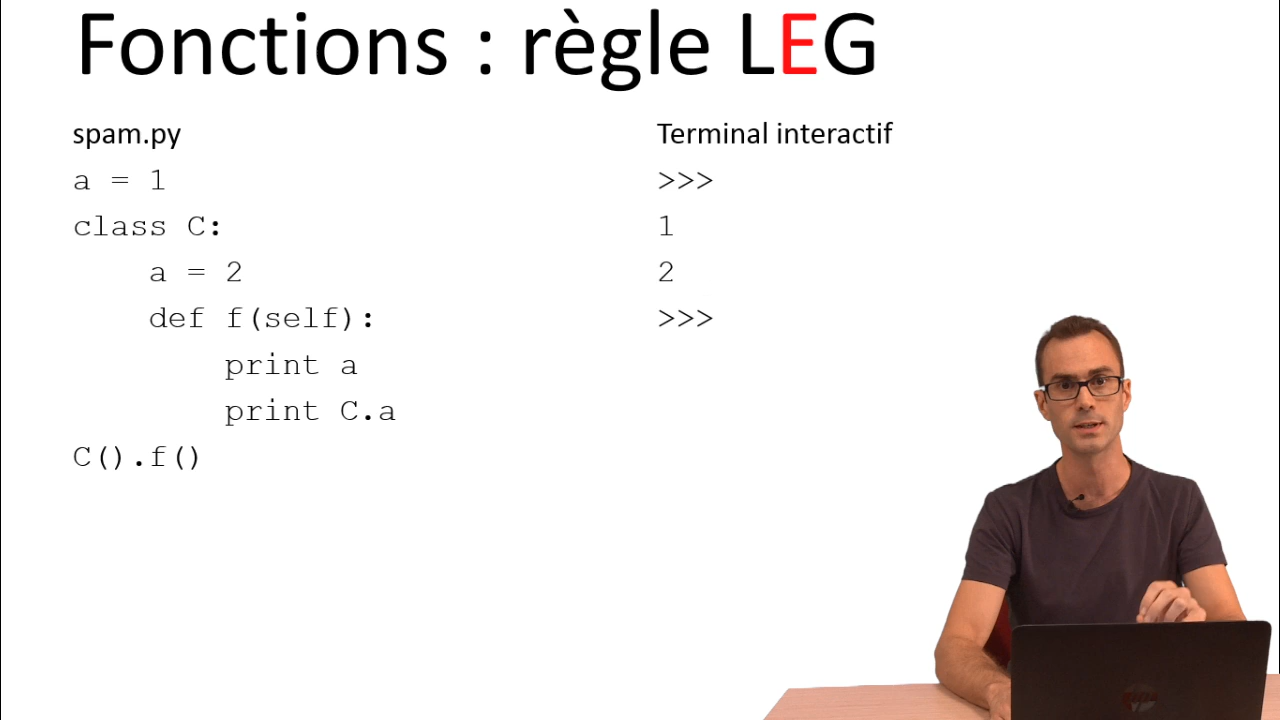 Fonctions : règle LEG
spam.py
a = 1
class C:
    a = 2
    def f(self):
        print a
        print C.a
C().f()
Terminal interactif
>>>
1
2
>>>